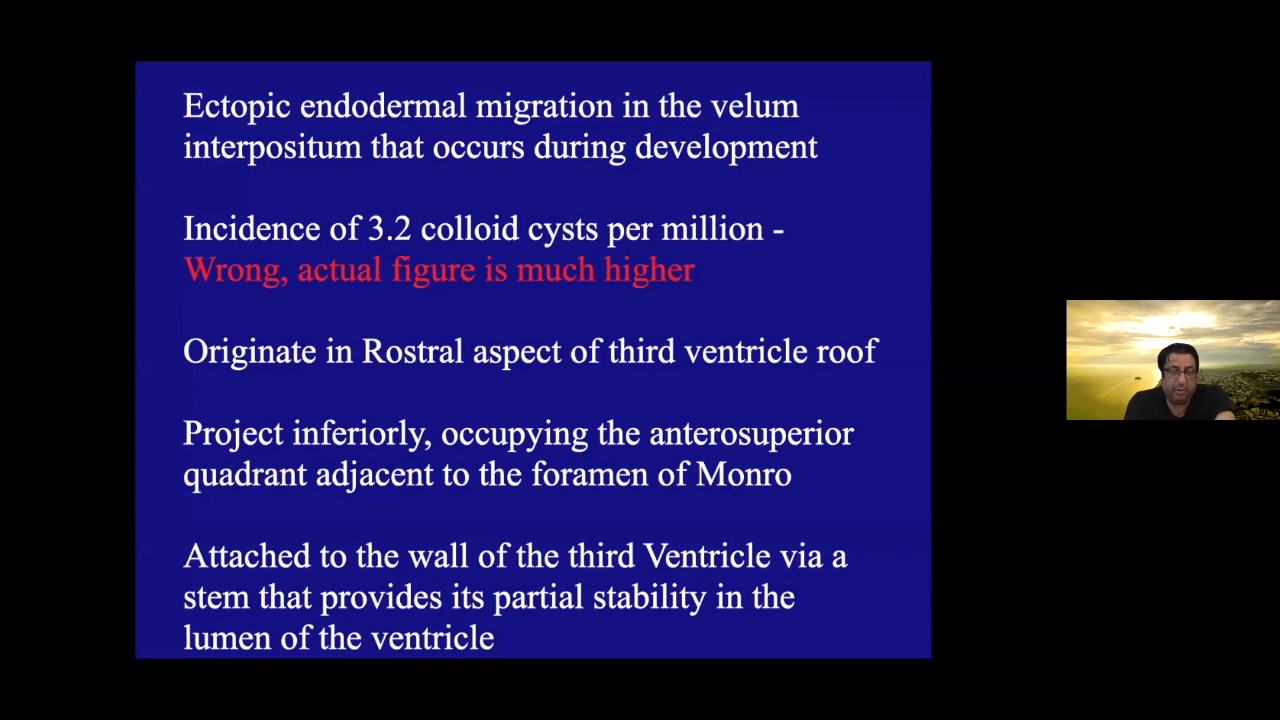 Ectopic endodermal migration in the velum
interpositum that occurs during development
Incidence of 3.2 colloid cysts per million -
Wrong, actual figure is much higher
Originate in Rostral aspect of third ventricle roof
Project inferiorly, occupying the anterosuperior
quadrant adjacent to the foramen of Monro
Attached to the wall of the third Ventricle via a
stem that provides its partial stability in the
lumen of the ventricle